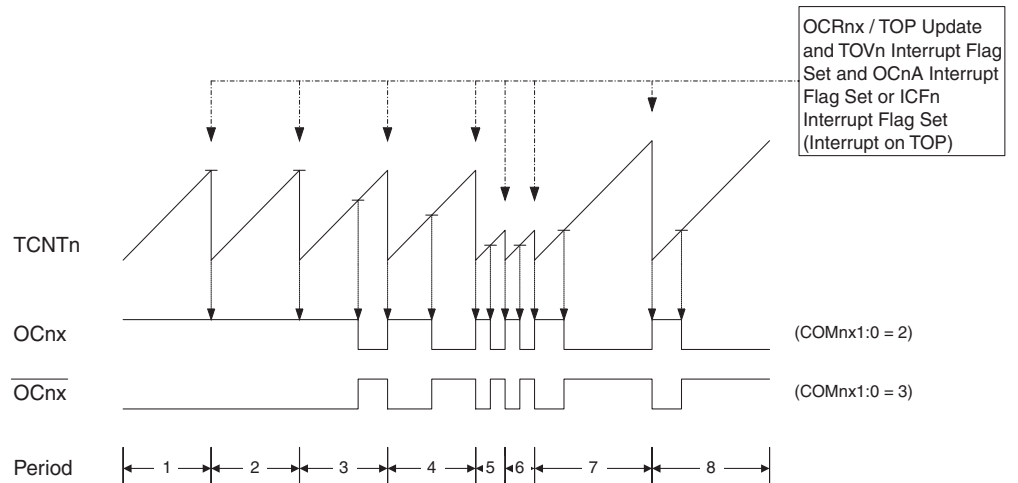 OCRnx / TOP Update
and TOVn Interrupt Flag
Set and OCnA Interrupt
Flag Set or ICFn
Interrupt Flag Set
(Interrupt on TOP)
TCNTn
OCnx
(COMnx1:0 = 2)
OCnx
(COMnx1:0 = 3)
Period
1 2 3 4 5 6 7 8